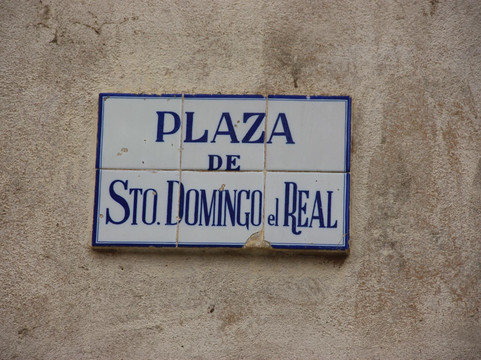 PLAZA
DE
STO. DOMINGO el REAL